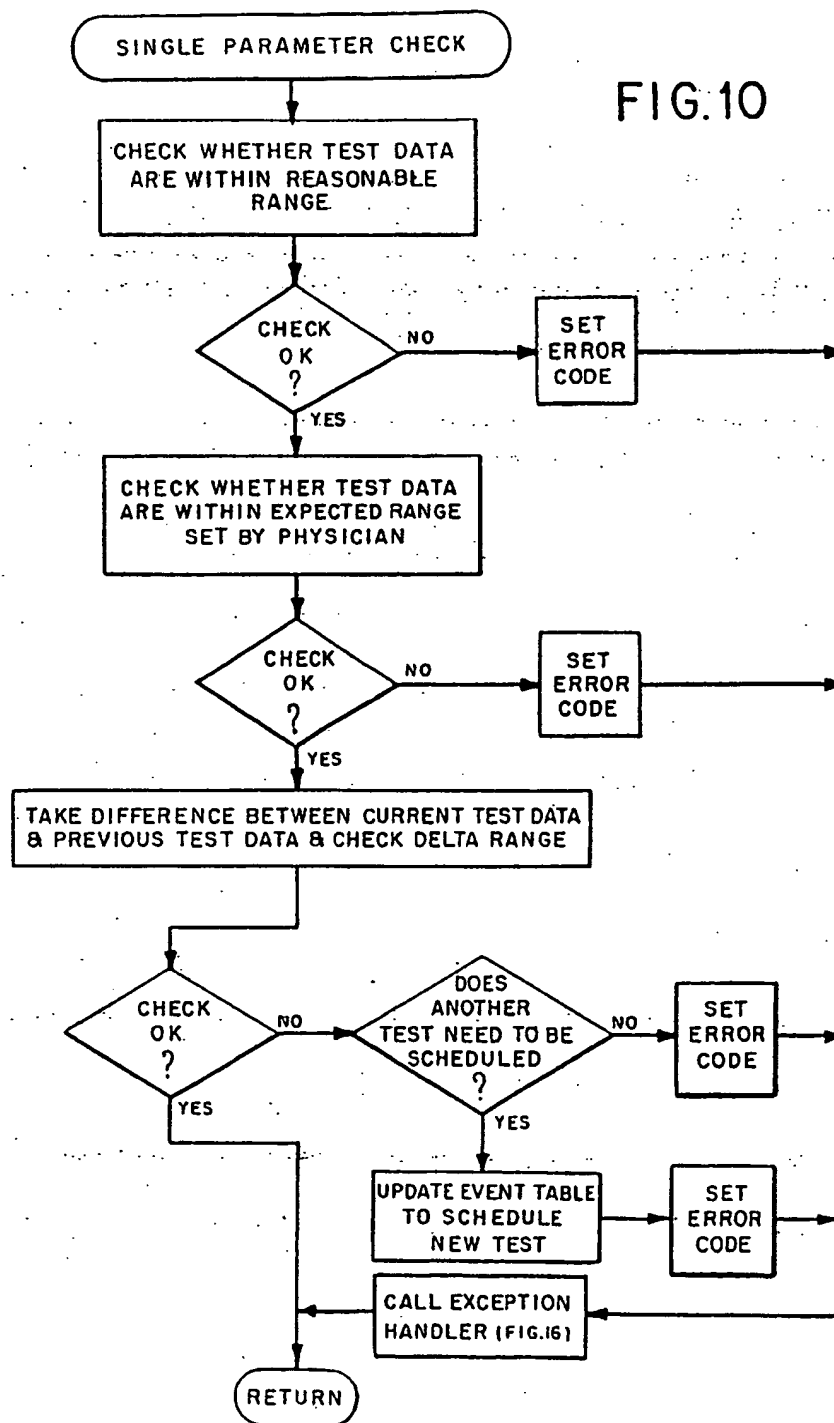 SINGLE PARAMETER CHECK
FIG.10
CHECK WHETHER TEST DATA
ARE WITHIN REASONABLE
RANGE
CHECK
OK
?
NO
SET
ERROR
CODE
YES
CHECK WHETHER TEST DATA
ARE WITHIN EXPECTED RANGE
SET BY PHYSICIAN
CHECK
OK
?
NO
SET
ERROR
CODE
YES
TAKE DIFFERENCE BETWEEN CURRENT TEST DATA
& PREVIOUS TEST DATA & CHECK DELTA RANGE
CHECK
OK
?
NO
DOES
ANOTHER
TEST NEED TO BE
SCHEDULED
?
NO
SET
ERROR
CODE
YES
YES
UPDATE EVENT TABLE
TO SCHEDULE
NEW TEST
SET
ERROR
CODE
CALL EXCEPTION
HANDLER (FIG.16)
RETURN